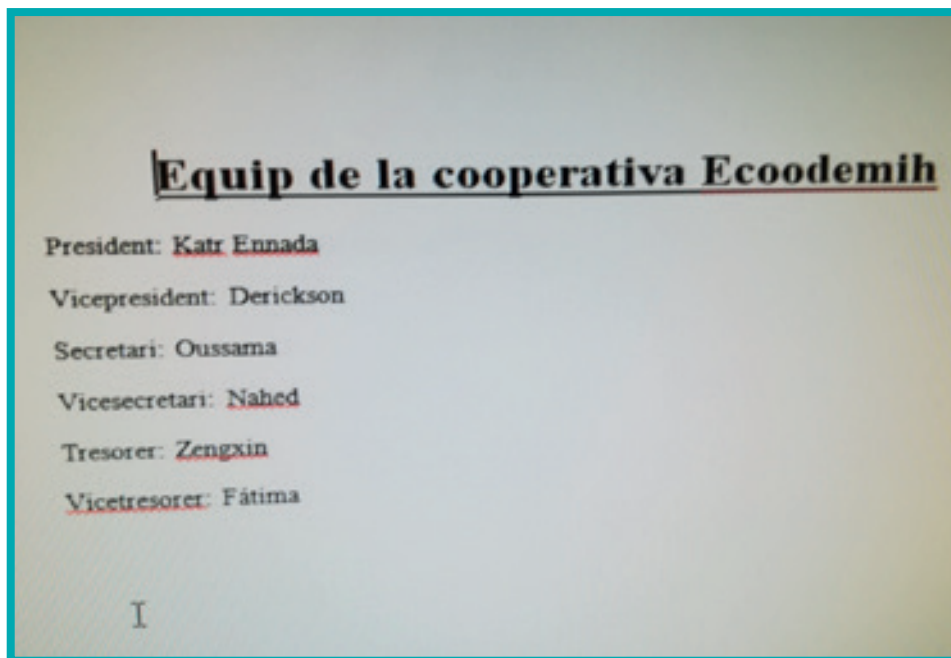 Equip de la cooperativa Ecoodemih
President: Katr Ennada
Vicepresident: Derickson
Secretari: Oussama
Vicesecretari: Nahed
Tresorer: Zengxin
Vicetresorer: Fátima